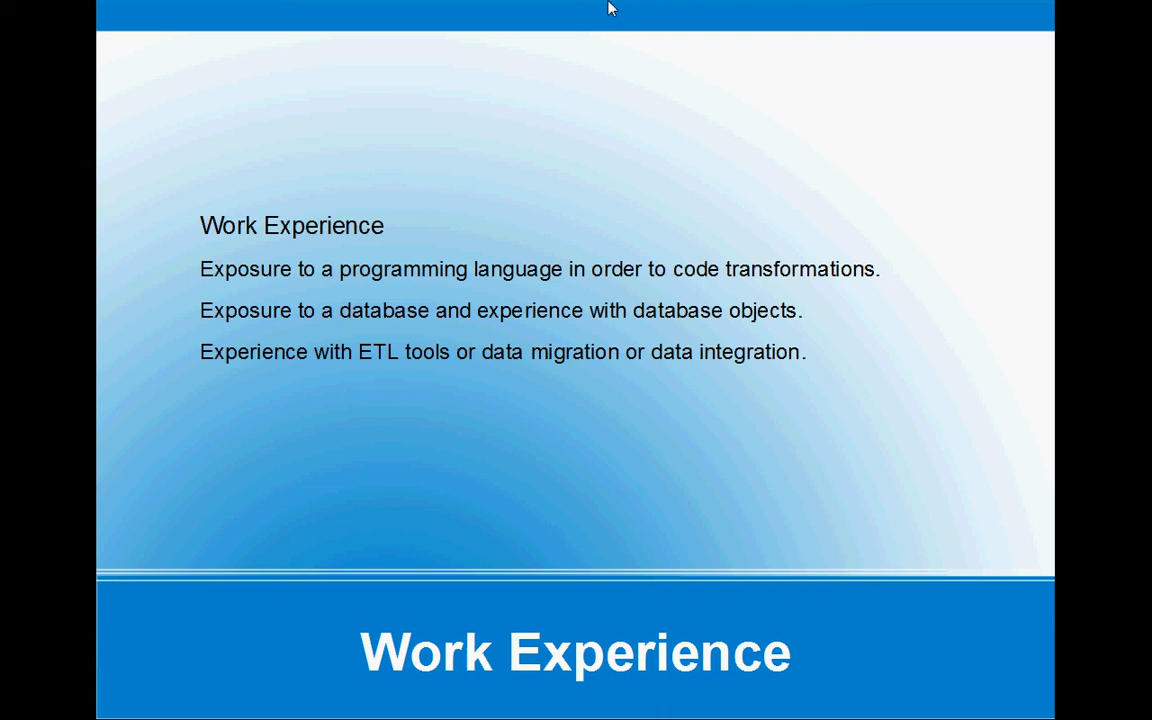 Work Experience
Exposure to a programming language in order to code transformations.
Exposure to a database and experience with database objects.
Experience with ETL tools or data migration or data integration.
Work Experience